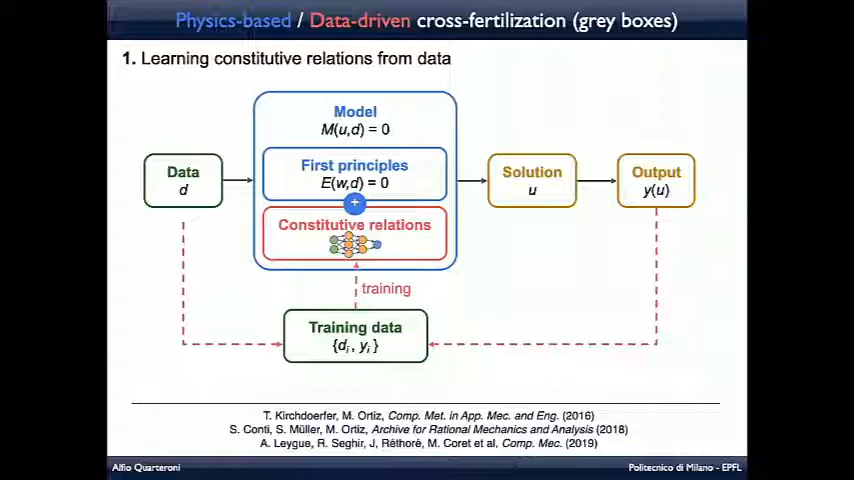 Physics-based / Data-driven cross-fertilization (grey boxes)
1. Learning constitutive relations from data
Model
M(u,d) = 0
First principles
E(w,d) = 0
+
Constitutive relations
Data
d
Solution
u
Output
y(u)
training
Training data
{di , yi }
T. Kirchdoerfer, M. Ortiz, Comp. Met. in App. Mec. and Eng. (2016)
S. Conti, S. Müller, M. Ortiz, Archive for Rational Mechanics and Analysis (2018)
A. Leygue, R. Seghir, J, Réthoré, M. Coret et al, Comp. Mec. (2019)
Alfio Quarteroni
Politecnico di Milano - EPFL